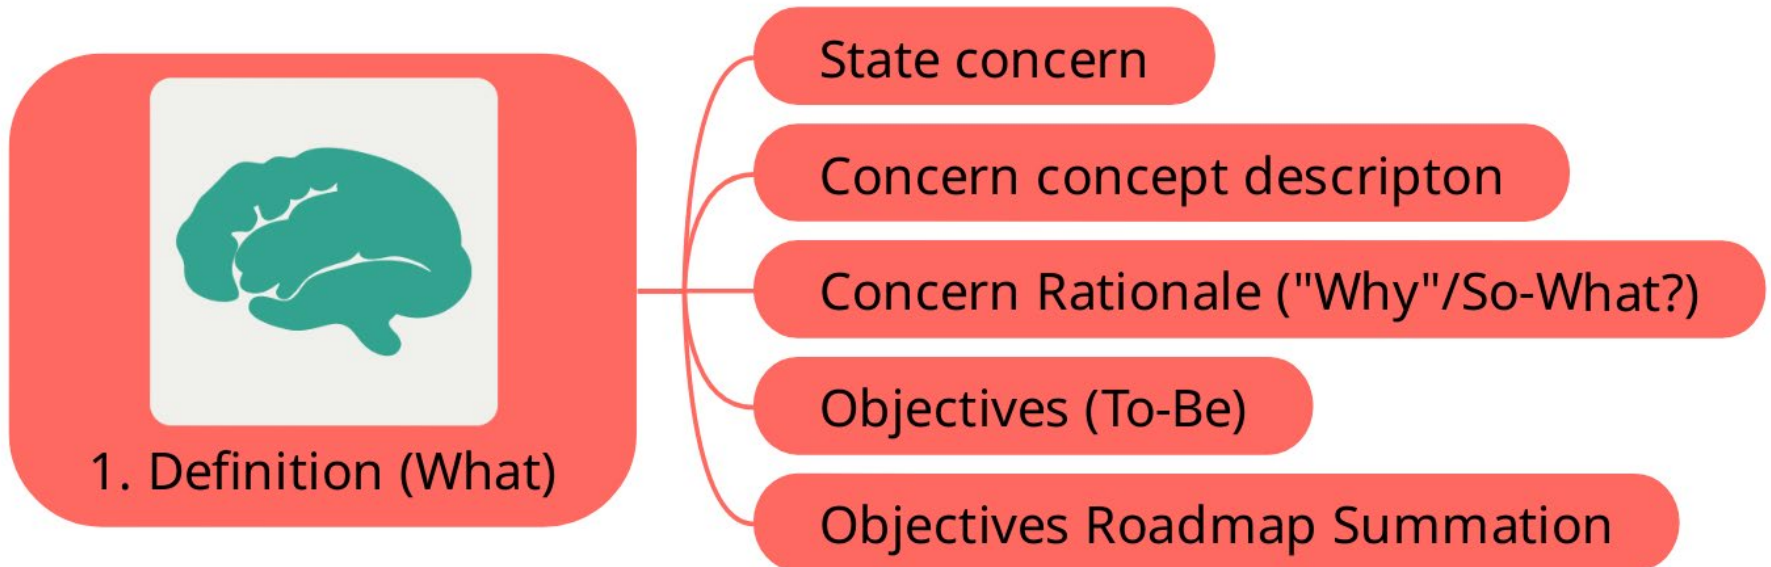 1. Definition (What)
State concern
Concern concept descripton
Concern Rationale ("Why"/So-What?)
Objectives (To-Be)
Objectives Roadmap Summation